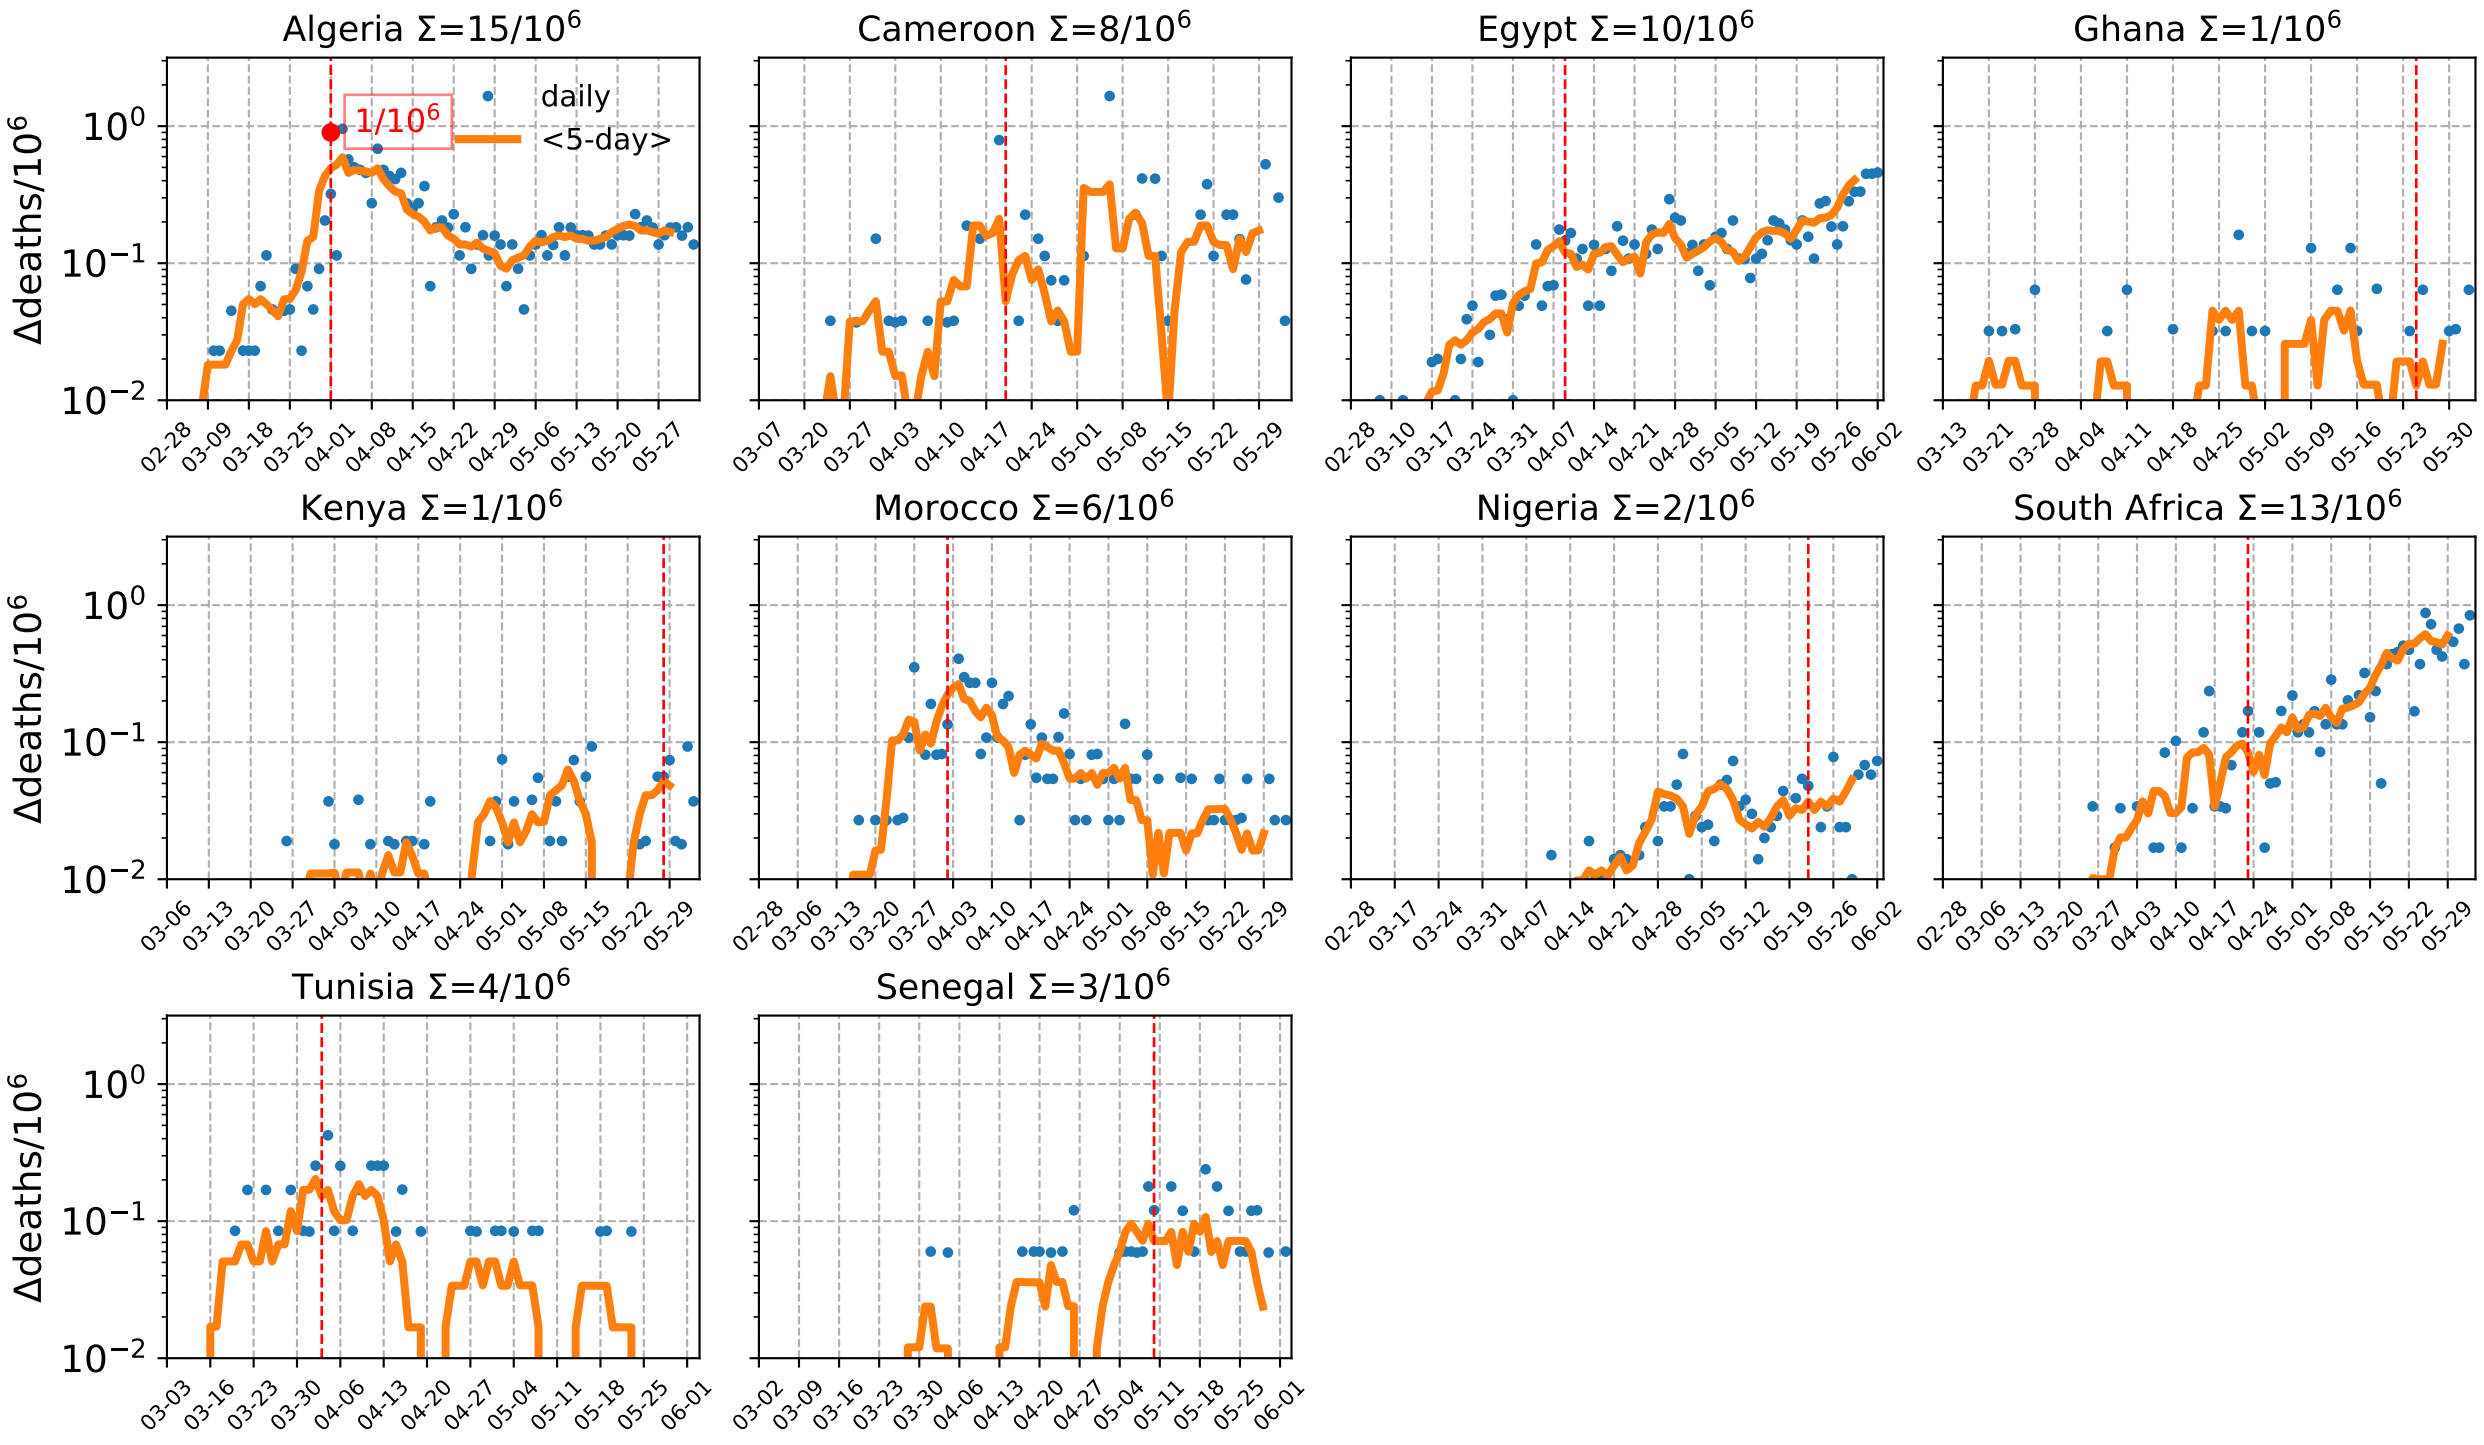 Algeria Σ=15/10⁶
Cameroon Σ=8/10⁶
Egypt Σ=10/10⁶
Ghana Σ=1/10⁶
Δdeaths/10⁶
10⁰
10⁻¹
10⁻²
1/10⁶
daily
<5-day>
02-28 03-09 03-18 03-25 04-01 04-08 04-15 04-22 04-29 05-06 05-13 05-20 05-27
03-07 03-20 03-27 04-03 04-10 04-17 04-24 05-01 05-08 05-15 05-22 05-29
02-28 03-10 03-17 03-24 03-31 04-07 04-14 04-21 04-28 05-05 05-12 05-19 05-26 06-02
03-13 03-21 03-28 04-04 04-11 04-18 04-25 05-02 05-09 05-16 05-23 05-30
Kenya Σ=1/10⁶
Morocco Σ=6/10⁶
Nigeria Σ=2/10⁶
South Africa Σ=13/10⁶
Δdeaths/10⁶
10⁰
10⁻¹
10⁻²
03-06 03-13 03-20 03-27 04-03 04-10 04-17 04-24 05-01 05-08 05-15 05-22 05-29
02-28 03-06 03-13 03-20 03-27 04-03 04-10 04-17 04-24 05-01 05-08 05-15 05-22 05-29
02-28 03-17 03-24 03-31 04-07 04-14 04-21 04-28 05-05 05-12 05-19 05-26 06-02
02-28 03-06 03-13 03-20 03-27 04-03 04-10 04-17 04-24 05-01 05-08 05-15 05-22 05-29
Tunisia Σ=4/10⁶
Senegal Σ=3/10⁶
Δdeaths/10⁶
10⁰
10⁻¹
10⁻²
03-03 03-16 03-23 03-30 04-06 04-13 04-20 04-27 05-04 05-11 05-18 05-25 06-01
03-02 03-09 03-16 03-23 03-30 04-06 04-13 04-20 04-27 05-04 05-11 05-18 05-25 06-01